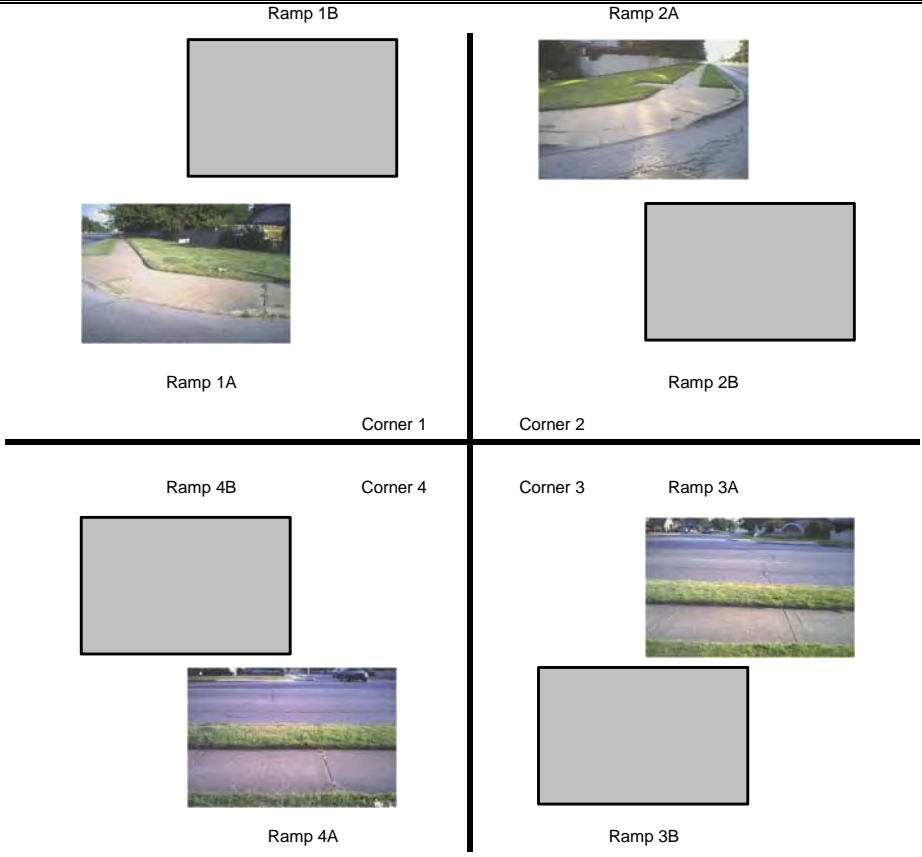 Ramp 1B Ramp 2A
Ramp 1A Ramp 2B
Corner 1 Corner 2
Ramp 4B Corner 4 Corner 3 Ramp 3A
Ramp 4A Ramp 3B